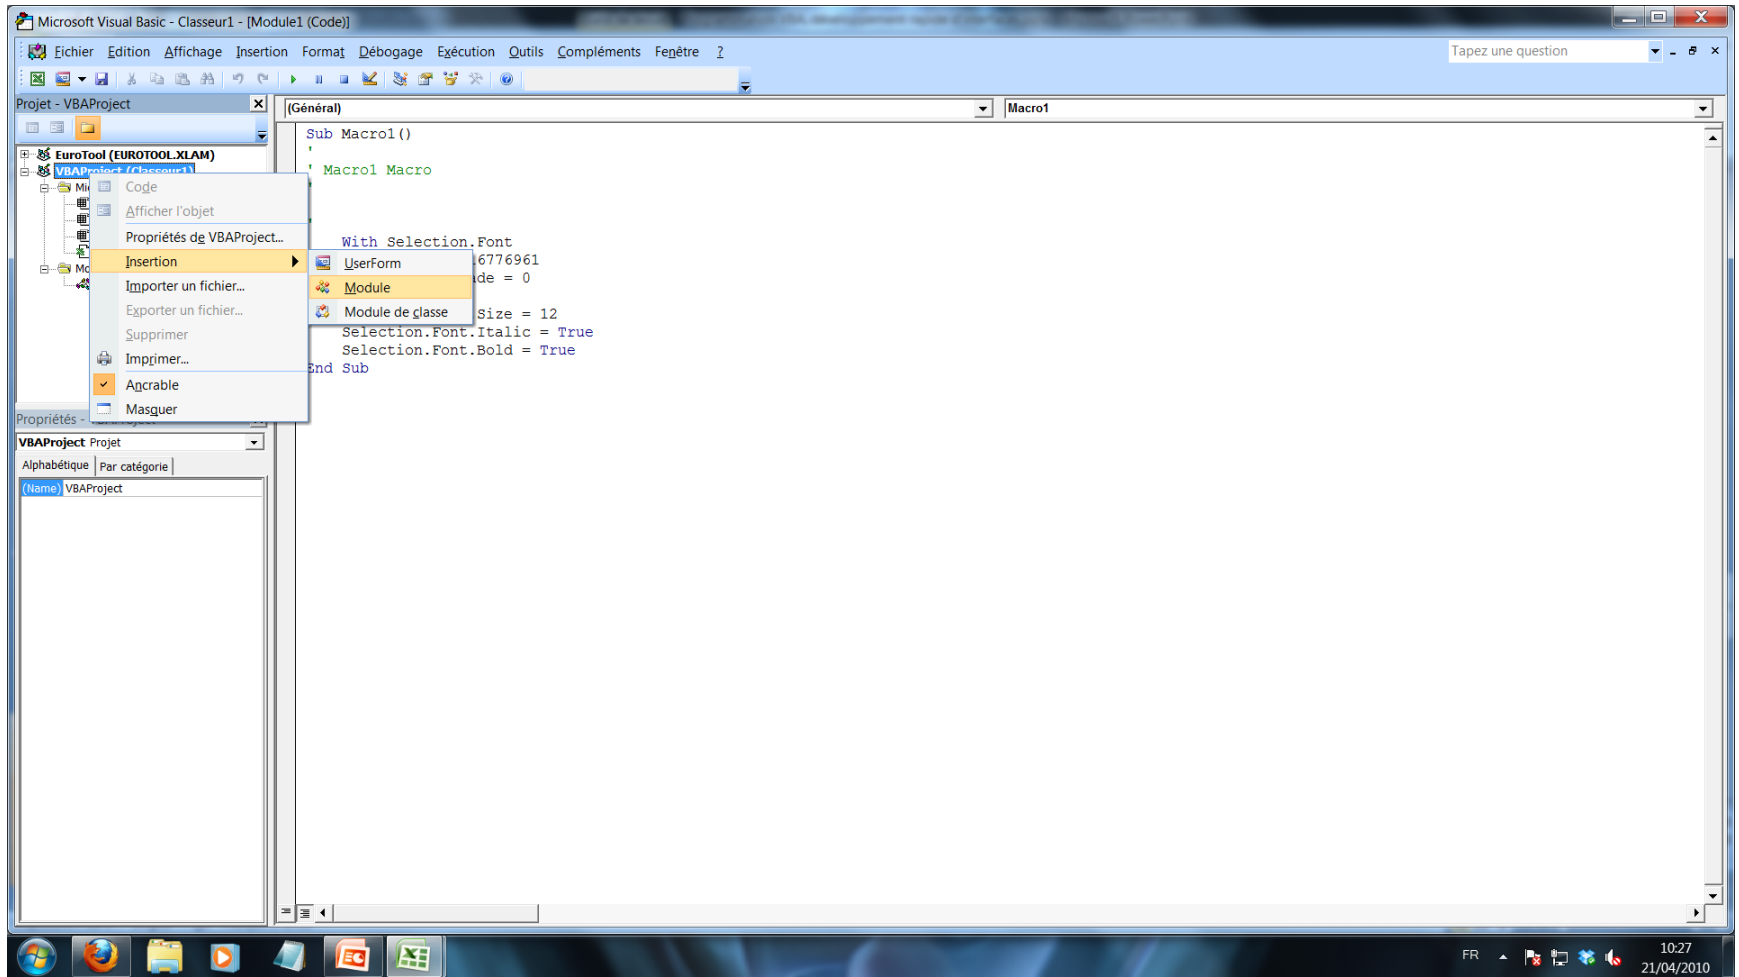 Microsoft Visual Basic - Classeur1 - [Module1 (Code)]
Eichier Edition Affichage Insertion Format Débogage Exécution Outils Compléments Fenêtre ?
Tapez une question
Projet - VBAProject
(Général)
Macro1
EuroTool (EUROTOOL.XLAM)
VBAProject (Classeur1)
Code
Afficher l'objet
Propriétés de VBAProject...
Insertion
Importer un fichier...
Exporter un fichier...
Supprimer
Imprimer...
Ancrable
Masquer
UserForm
Module
Module de classe
Sub Macro1()
'
' Macro1 Macro
'
With Selection.Font
6776961
de = 0
Size = 12
Selection.Font.Italic = True
Selection.Font.Bold = True
End Sub
Propriétés -
VBAProject Projet
Alphabétique Par catégorie
(Name) VBAProject
FR
10:27
21/04/2010